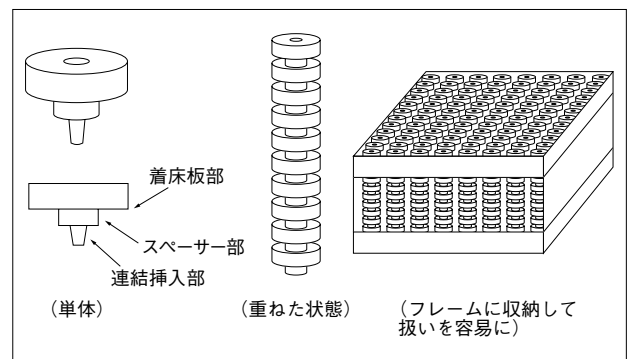 着床板部
スペーサー部
連結挿入部
（単体）
（重ねた状態）
（フレームに収納して
扱いを容易に）